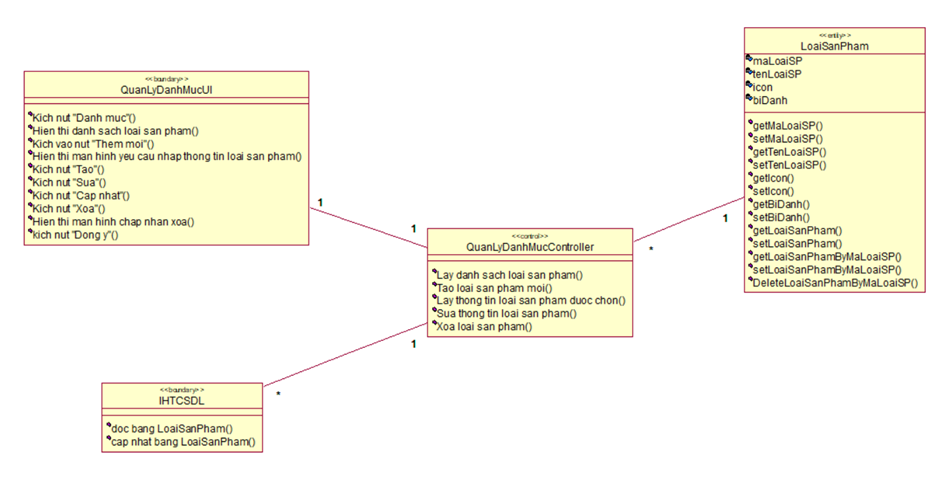 <<boundary>>
QuanLyDanhMucUI
Kich nut "Danh muc"()
Hien thi danh sach loai san pham()
Kich vao nut "Them moi"()
Hien thi man hinh yeu cau nhap thong tin loai san pham()
Kich nut "Tao"()
Kich nut "Sua"()
Kich nut "Cap nhat"()
Kich nut "Xoa"()
Hien thi man hinh chap nhan xoa()
kich nut "Dong y"()
1
1
<<control>>
QuanLyDanhMucController
Lay danh sach loai san pham()
Tao loai san pham moi()
Lay thong tin loai san pham duoc chon()
Sua thong tin loai san pham()
Xoa loai san pham()
*
1
<<entity>>
LoaiSanPham
maLoaiSP
tenLoaiSP
icon
biDanh
getMaLoaiSP()
setMaLoaiSP()
getTenLoaiSP()
setTenLoaiSP()
getIcon()
setIcon()
getBiDanh()
setBiDanh()
getLoaiSanPham()
setLoaiSanPham()
getLoaiSanPhamByMaLoaiSP()
setLoaiSanPhamByMaLoaiSP()
DeleteLoaiSanPhamByMaLoaiSP()
1
*
<<boundary>>
IHTCSDL
doc bang LoaiSanPham()
cap nhat bang LoaiSanPham()